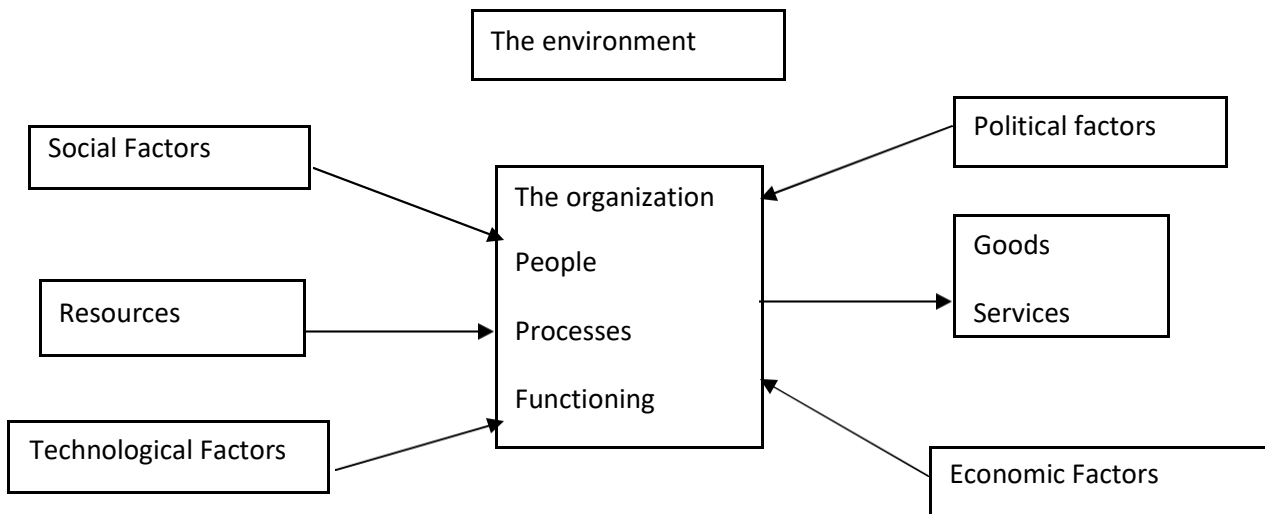 The environment
Political factors
Social Factors
The organization
People
Processes
Functioning
Goods
Services
Resources
Technological Factors
Economic Factors